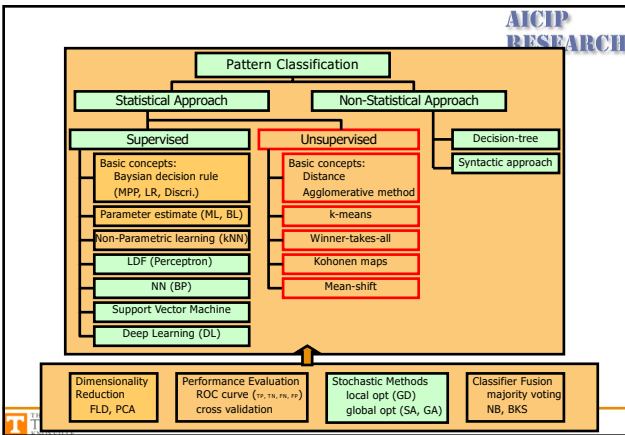 AICIP
RESEARCH
Pattern Classification
Statistical Approach
Non-Statistical Approach
Supervised
Unsupervised
Decision-tree
Syntactic approach
Basic concepts:
Baysian decision rule
(MPP, LR, Discri.)
Basic concepts:
Distance
Agglomerative method
Parameter estimate (ML, BL)
k-means
Non-Parametric learning (kNN)
Winner-takes-all
LDF (Perceptron)
Kohonen maps
NN (BP)
Mean-shift
Support Vector Machine
Deep Learning (DL)
Dimensionality
Reduction
FLD, PCA
Performance Evaluation
ROC curve (TP, TN, FN, FP)
cross validation
Stochastic Methods
local opt (GD)
global opt (SA, GA)
Classifier Fusion
majority voting
NB, BKS